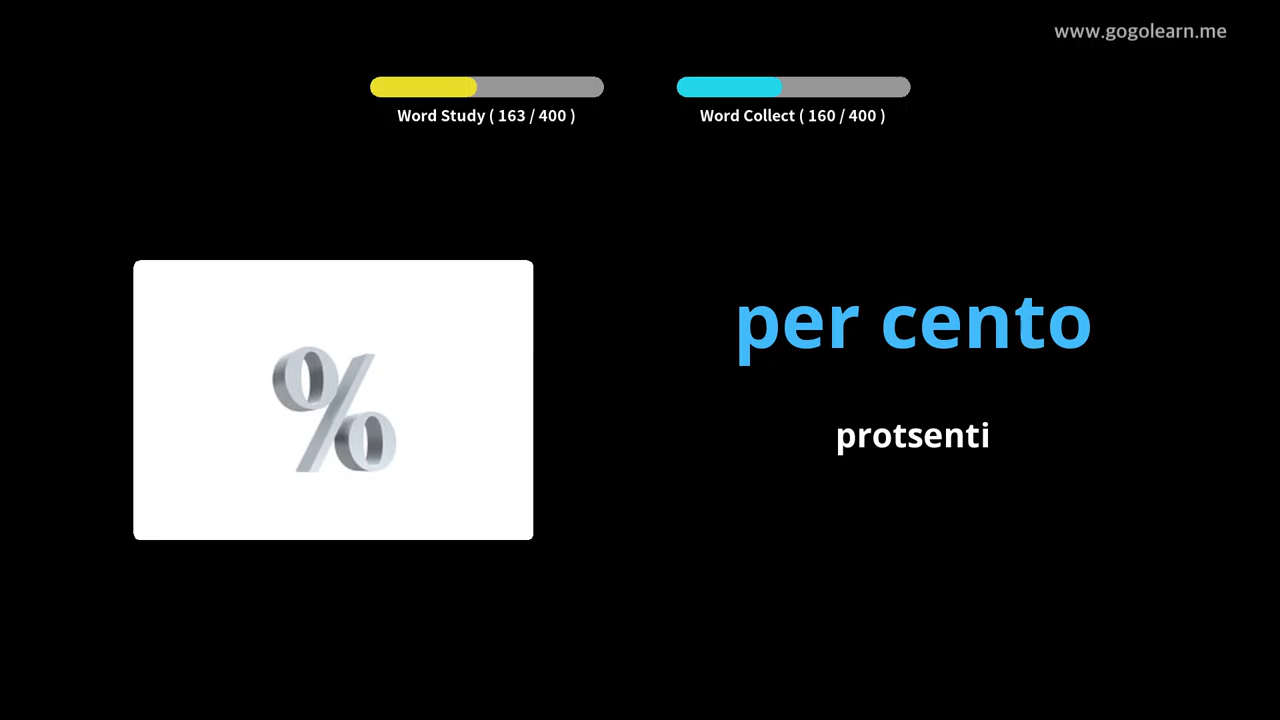 www.gogolearn.me
Word Study ( 163 / 400 )
Word Collect ( 160 / 400 )
%
per cento
protsenti